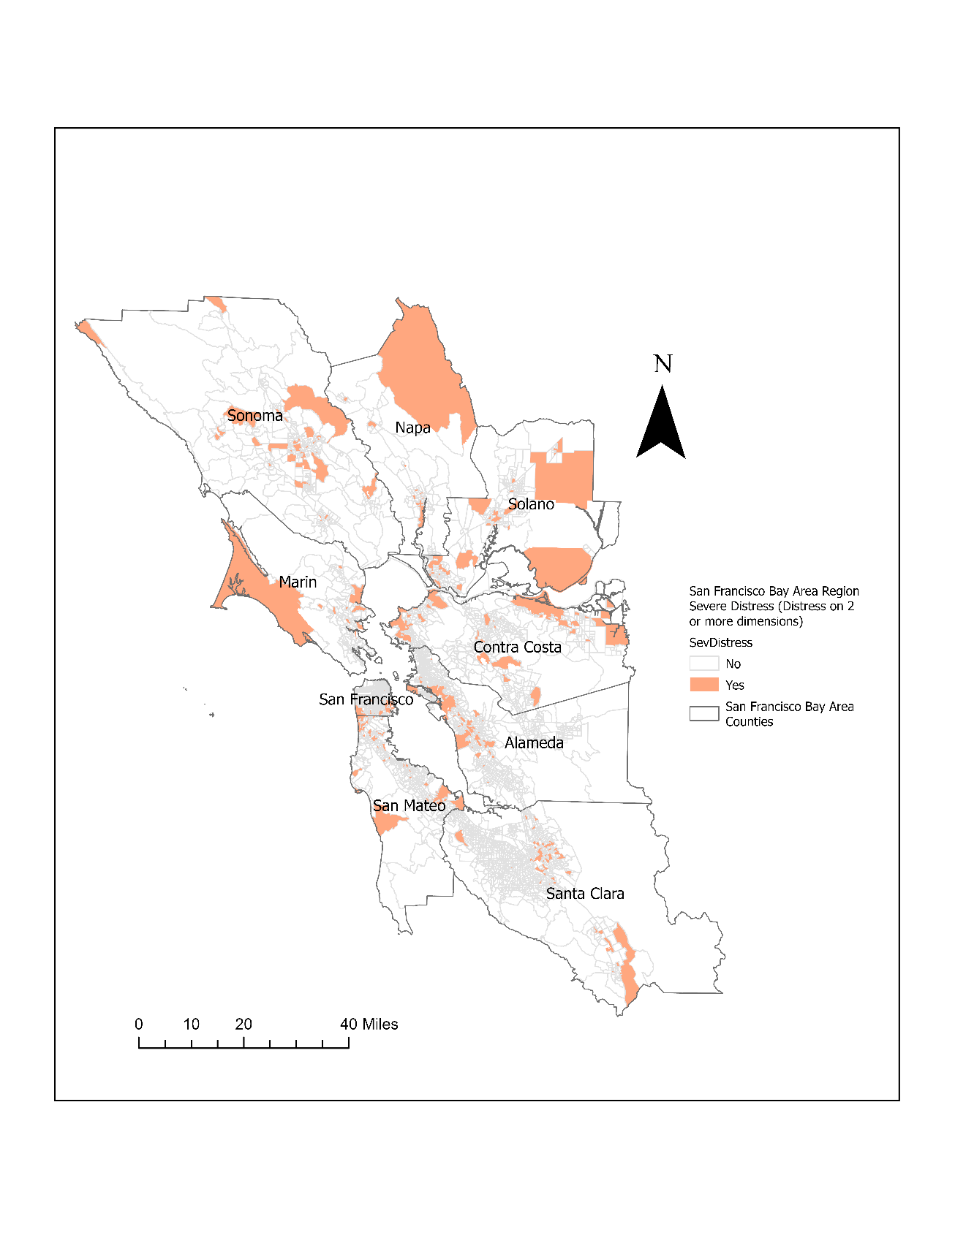 N
Sonoma
Napa
Solano
Marin
San Francisco Bay Area Region
Severe Distress (Distress on 2
or more dimensions)
SevDistress
No
Yes
San Francisco Bay Area
Counties
Contra Costa
San Francisco
Alameda
San Mateo
Santa Clara
0 10 20 40 Miles